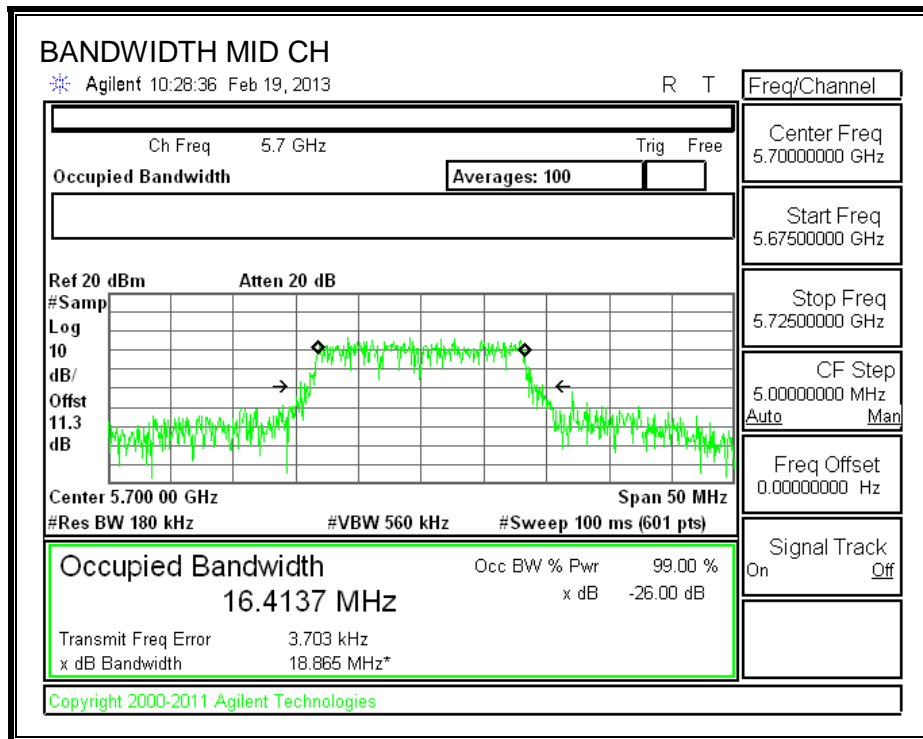 BANDWIDTH MID CH
Agilent 10:28:36 Feb 19, 2013 R T
Freq/Channel
Ch Freq 5.7 GHz Trig Free
Occupied Bandwidth Averages: 100
Center Freq
5.70000000 GHz
Start Freq
5.67500000 GHz
Stop Freq
5.72500000 GHz
CF Step
5.00000000 MHz
Auto Man
Freq Offset
0.00000000 Hz
Signal Track
On Off
Ref 20 dBm Atten 20 dB
#Samp
Log
10
dB/
Offst
11.3
dB
Center 5.700 00 GHz Span 50 MHz
#Res BW 180 kHz #VBW 560 kHz #Sweep 100 ms (601 pts)
Occupied Bandwidth Occ BW % Pwr 99.00 %
16.4137 MHz x dB -26.00 dB
Transmit Freq Error 3.703 kHz
x dB Bandwidth 18.865 MHz*
Copyright 2000-2011 Agilent Technologies